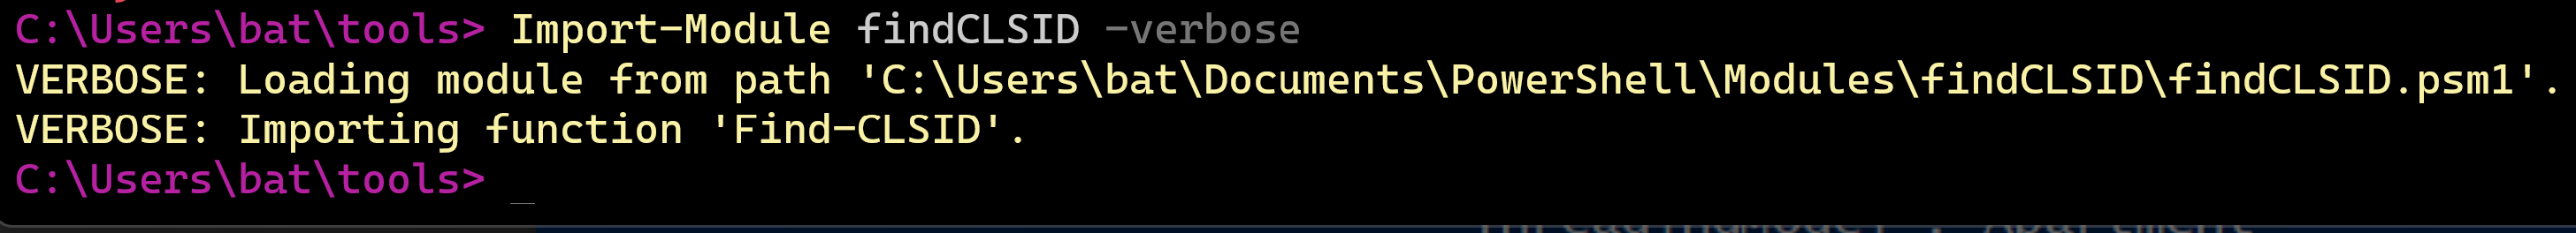 C:\Users\bat\tools> Import-Module findCLSID -verbose
VERBOSE: Loading module from path 'C:\Users\bat\Documents\PowerShell\Modules\findCLSID\findCLSID.psm1'.
VERBOSE: Importing function 'Find-CLSID'.
C:\Users\bat\tools> _